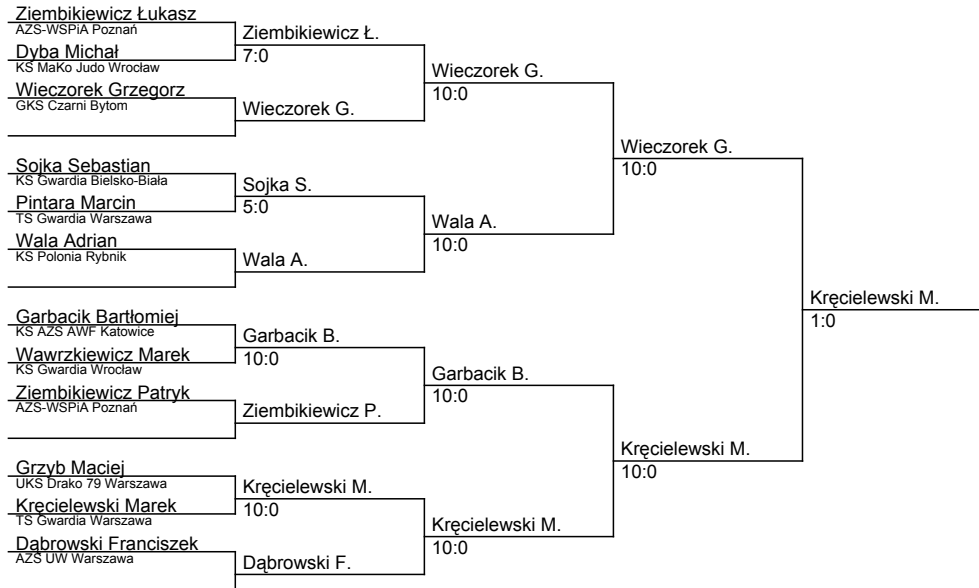 Ziembikiewicz Łukasz
AZS-WSPiA Poznań
Dyba Michał
KS MaKo Judo Wrocław
Wieczorek Grzegorz
GKS Czarni Bytom
Sojka Sebastian
KS Gwardia Bielsko-Biała
Pintara Marcin
TS Gwardia Warszawa
Wala Adrian
KS Polonia Rybnik
Garbacik Bartłomiej
KS AZS AWF Katowice
Wawrzkiewicz Marek
KS Gwardia Wrocław
Ziembikiewicz Patryk
AZS-WSPiA Poznań
Grzyb Maciej
UKS Drako 79 Warszawa
Kręcielewski Marek
TS Gwardia Warszawa
Dąbrowski Franciszek
AZS UW Warszawa
Ziembikiewicz Ł.
7:0
Wieczorek G.
Sojka S.
5:0
Wala A.
Garbacik B.
10:0
Ziembikiewicz P.
Kręcielewski M.
10:0
Dąbrowski F.
Wieczorek G.
10:0
Wala A.
10:0
Garbacik B.
10:0
Kręcielewski M.
10:0
Wieczorek G.
10:0
Kręcielewski M.
10:0
Kręcielewski M.
1:0